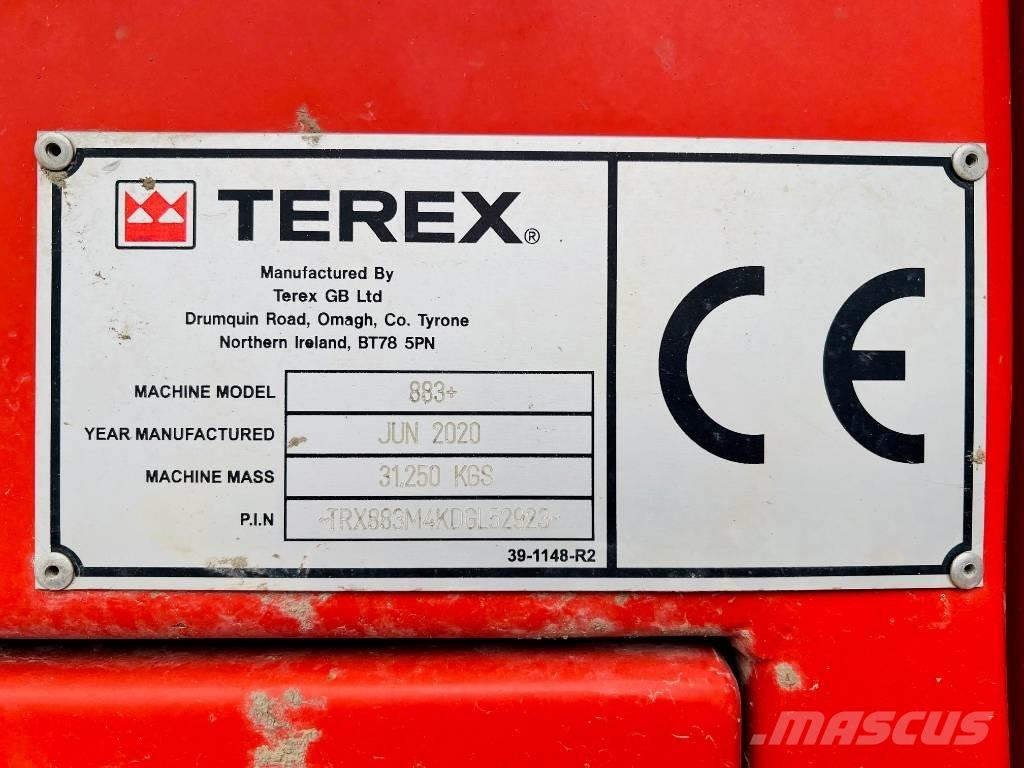 TEREX®
Manufactured By
Terex GB Ltd
Drumquin Road, Omagh, Co. Tyrone
Northern Ireland, BT78 5PN
MACHINE MODEL 883+
YEAR MANUFACTURED JUN 2020
MACHINE MASS 31.250 KGS
P.I.N -TRX883M4KDGL52923-
39-1148-R2
CE
MASCUS